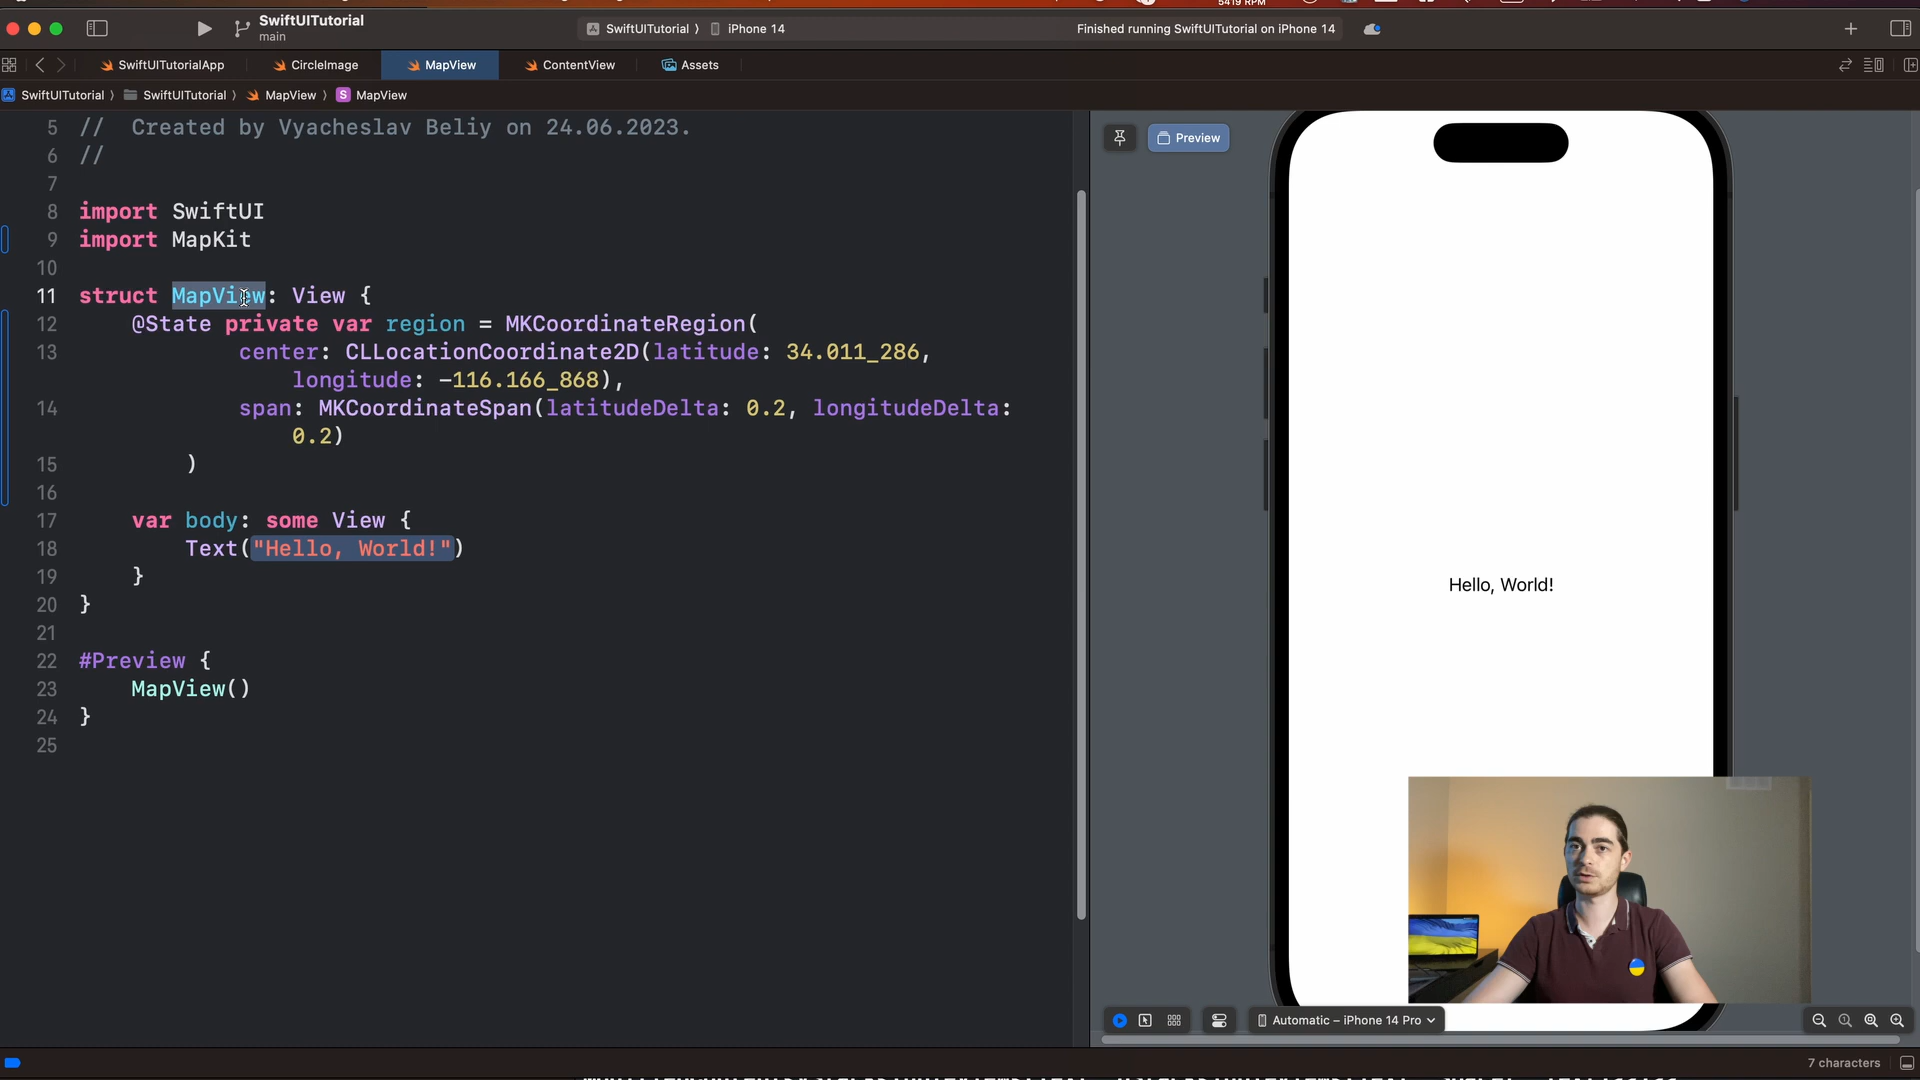 5419 RPM
SwiftUITutorial
main
SwiftUITutorial ⟩ iPhone 14
Finished running SwiftUITutorial on iPhone 14
SwiftUITutorialApp
CircleImage
MapView
ContentView
Assets
SwiftUITutorial ⟩ SwiftUITutorial ⟩ MapView ⟩ S MapView
5 //  Created by Vyacheslav Beliy on 24.06.2023.
6 //
7
8 import SwiftUI
9 import MapKit
10
11 struct MapView: View {
12 @State private var region = MKCoordinateRegion(
13 center: CLLocationCoordinate2D(latitude: 34.011_286,
longitude: -116.166_868),
14 span: MKCoordinateSpan(latitudeDelta: 0.2, longitudeDelta:
0.2)
15 )
16
17 var body: some View {
18 Text("Hello, World!")
19 }
20 }
21
22 #Preview {
23 MapView()
24 }
25
Preview
Hello, World!
Automatic – iPhone 14 Pro
7 characters